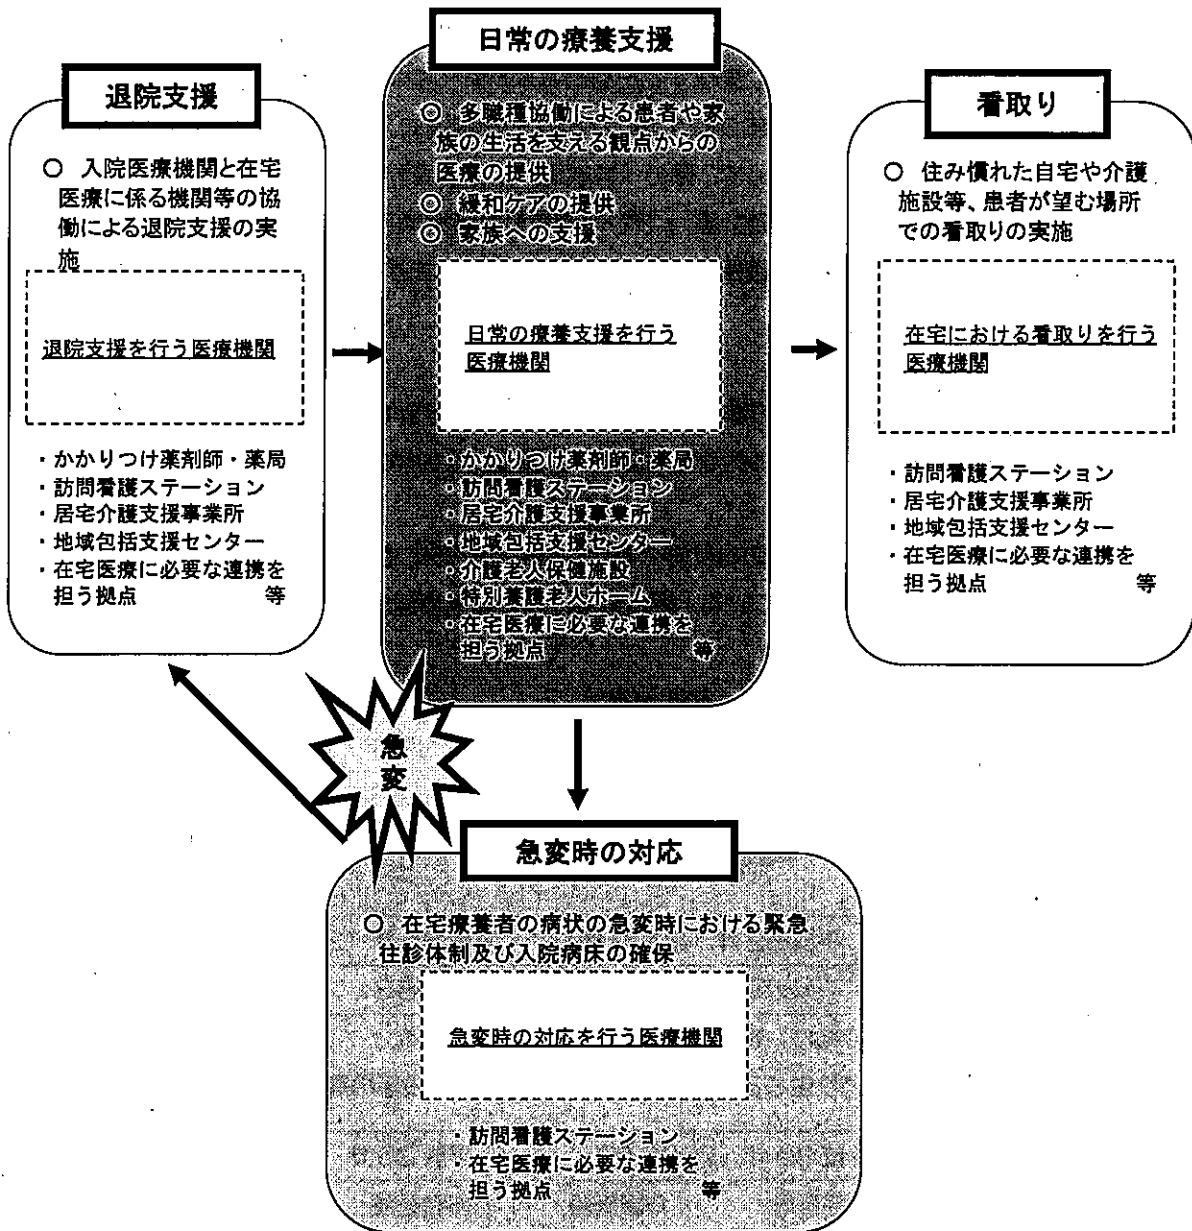 退院支援
○ 入院医療機関と在宅
医療に係る機関等の協
働による退院支援の実
施
退院支援を行う医療機関
・かかりつけ薬剤師・薬局
・訪問看護ステーション
・居宅介護支援事業所
・地域包括支援センター
・在宅医療に必要な連携を
担う拠点 等
日常の療養支援
◎ 多職種協働による患者や家
族の生活を支える観点からの
医療の提供
◎ 緩和ケアの提供
◎ 家族への支援
日常の療養支援を行う
医療機関
・かかりつけ薬剤師・薬局
・訪問看護ステーション
・居宅介護支援事業所
・地域包括支援センター
・介護老人保健施設
・特別養護老人ホーム
・在宅医療に必要な連携を
担う拠点 等
看取り
○ 住み慣れた自宅や介護
施設等、患者が望む場所
での看取りの実施
在宅における看取りを行う
医療機関
・訪問看護ステーション
・居宅介護支援事業所
・地域包括支援センター
・在宅医療に必要な連携を
担う拠点 等
急
変
急変時の対応
○ 在宅療養者の病状の急変時における緊急
往診体制及び入院病床の確保
急変時の対応を行う医療機関
・訪問看護ステーション
・在宅医療に必要な連携を
担う拠点 等